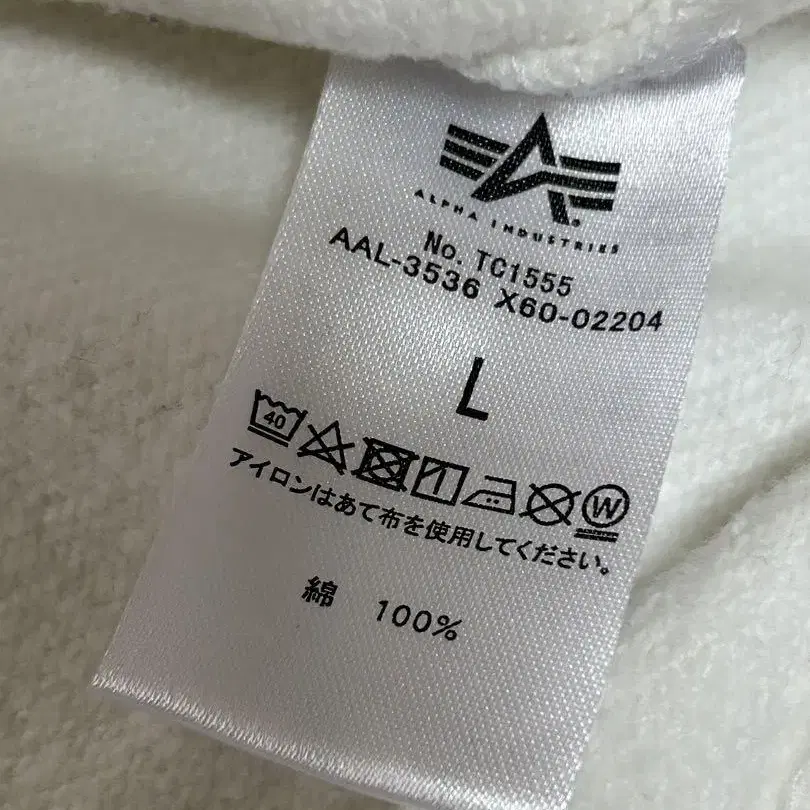 ALPHA INDUSTRIES
No. TC1555
AAL-3536 X60-02204
L
40 W
アイロンはあて布を使用してください。
綿 100%